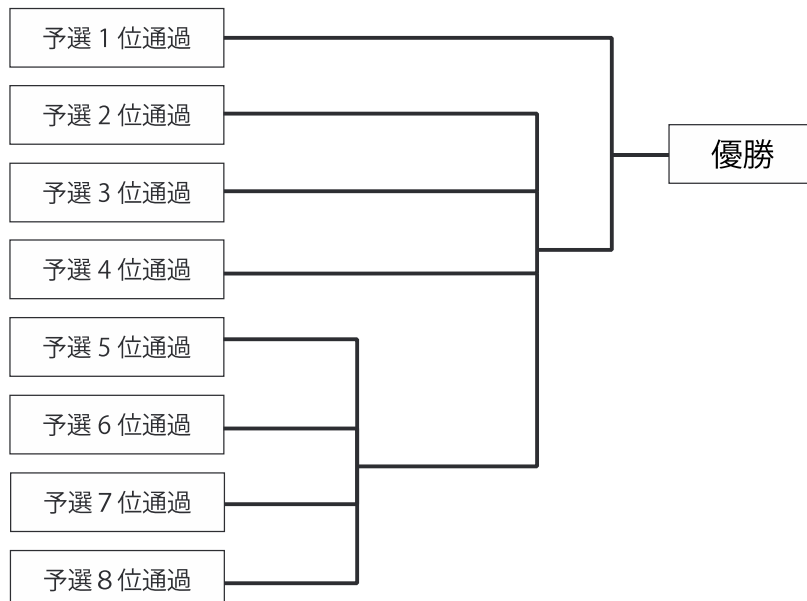 予選 1 位通過
予選 2 位通過
予選 3 位通過
予選 4 位通過
予選 5 位通過
予選 6 位通過
予選 7 位通過
予選 8 位通過
優勝